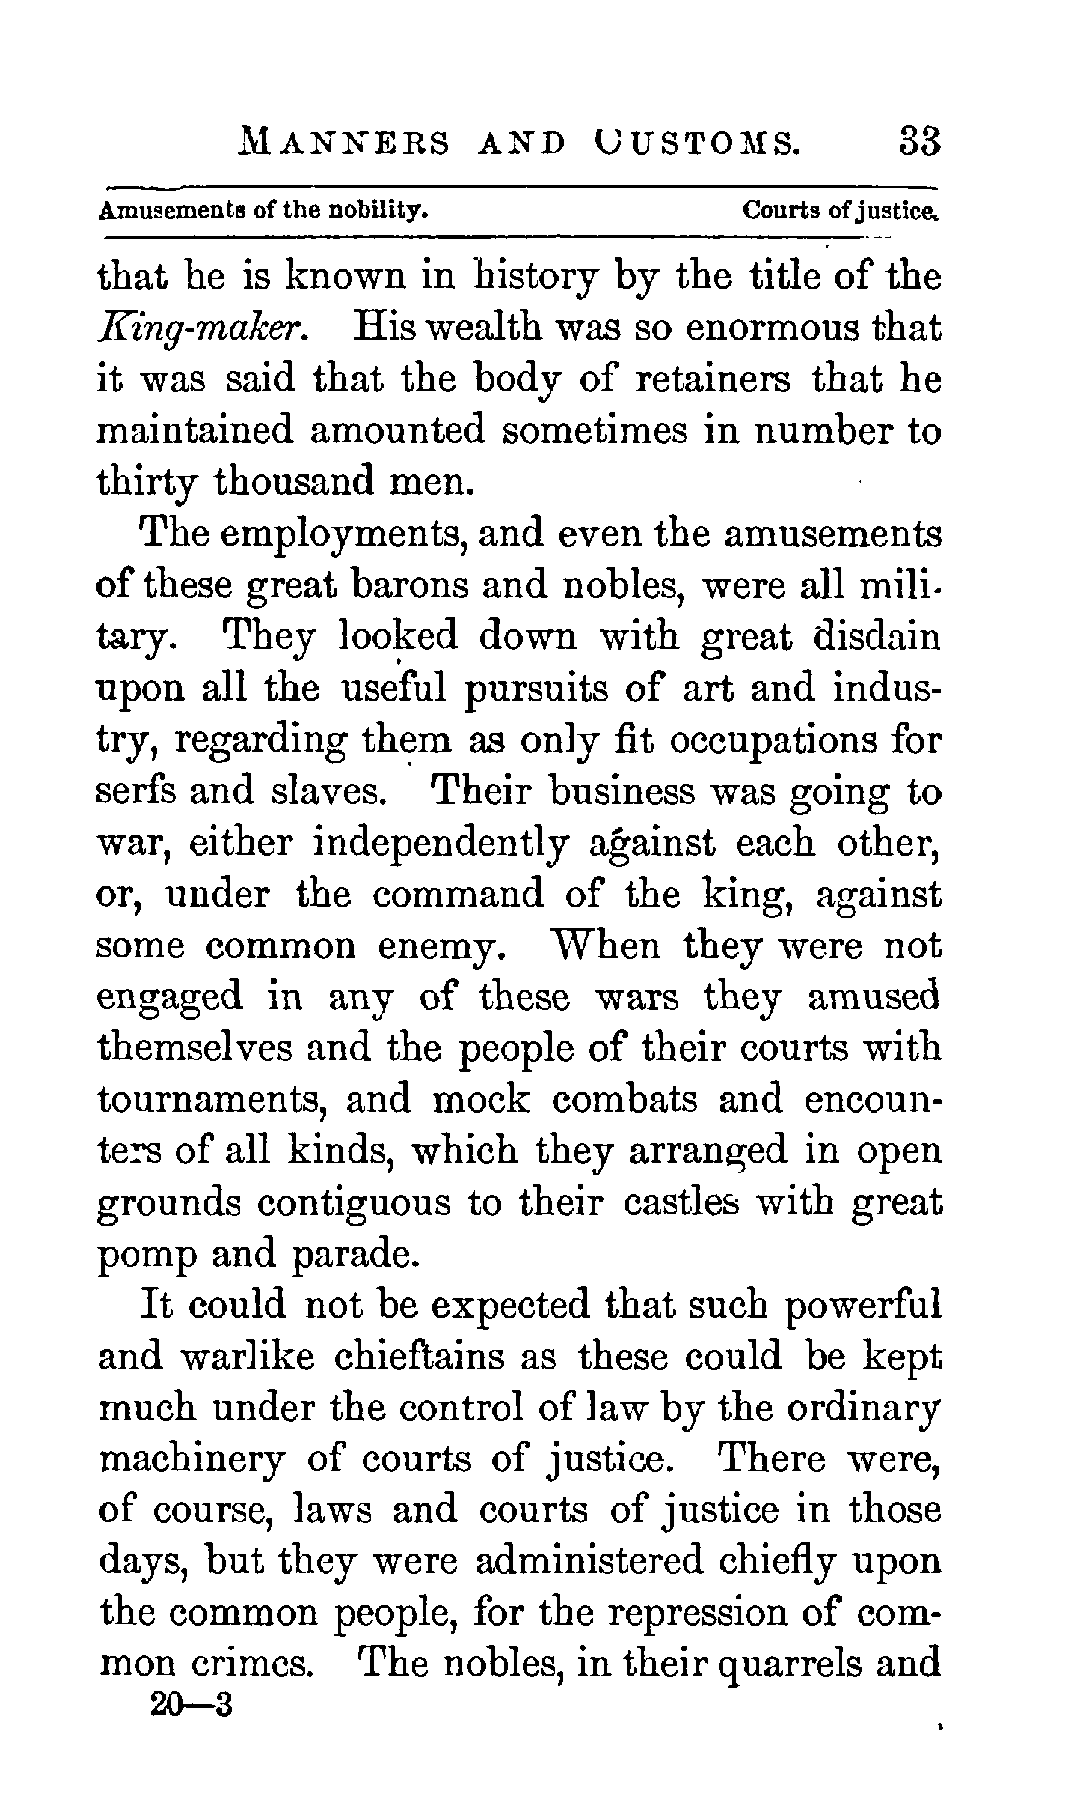 MANNERS AND CUSTOMS. 33
Amusements of the nobility. Courts of justice.
that he is known in history by the title of the
King-maker. His wealth was so enormous that
it was said that the body of retainers that he
maintained amounted sometimes in number to
thirty thousand men.
The employments, and even the amusements
of these great barons and nobles, were all mili-
tary. They looked down with great disdain
upon all the useful pursuits of art and indus-
try, regarding them as only fit occupations for
serfs and slaves. Their business was going to
war, either independently against each other,
or, under the command of the king, against
some common enemy. When they were not
engaged in any of these wars they amused
themselves and the people of their courts with
tournaments, and mock combats and encoun-
ters of all kinds, which they arranged in open
grounds contiguous to their castles with great
pomp and parade.
It could not be expected that such powerful
and warlike chieftains as these could be kept
much under the control of law by the ordinary
machinery of courts of justice. There were,
of course, laws and courts of justice in those
days, but they were administered chiefly upon
the common people, for the repression of com-
mon crimes. The nobles, in their quarrels and
20—3